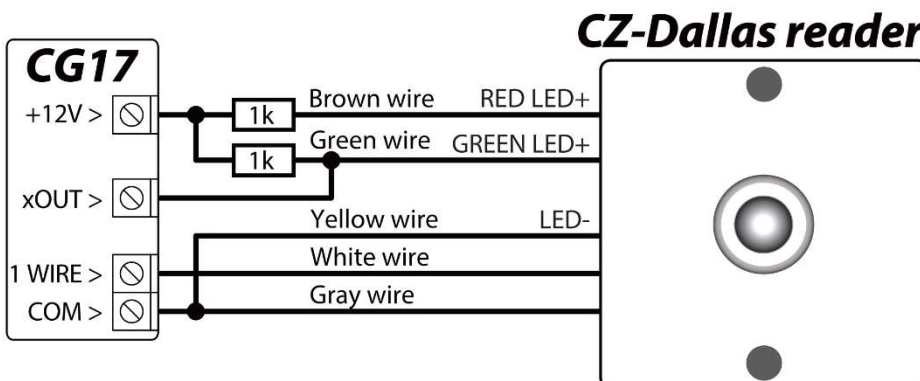 CZ-Dallas reader
CG17
+12V >
1k
Brown wire
RED LED+
1k
Green wire
GREEN LED+
xOUT >
Yellow wire
LED-
1 WIRE >
White wire
COM >
Gray wire